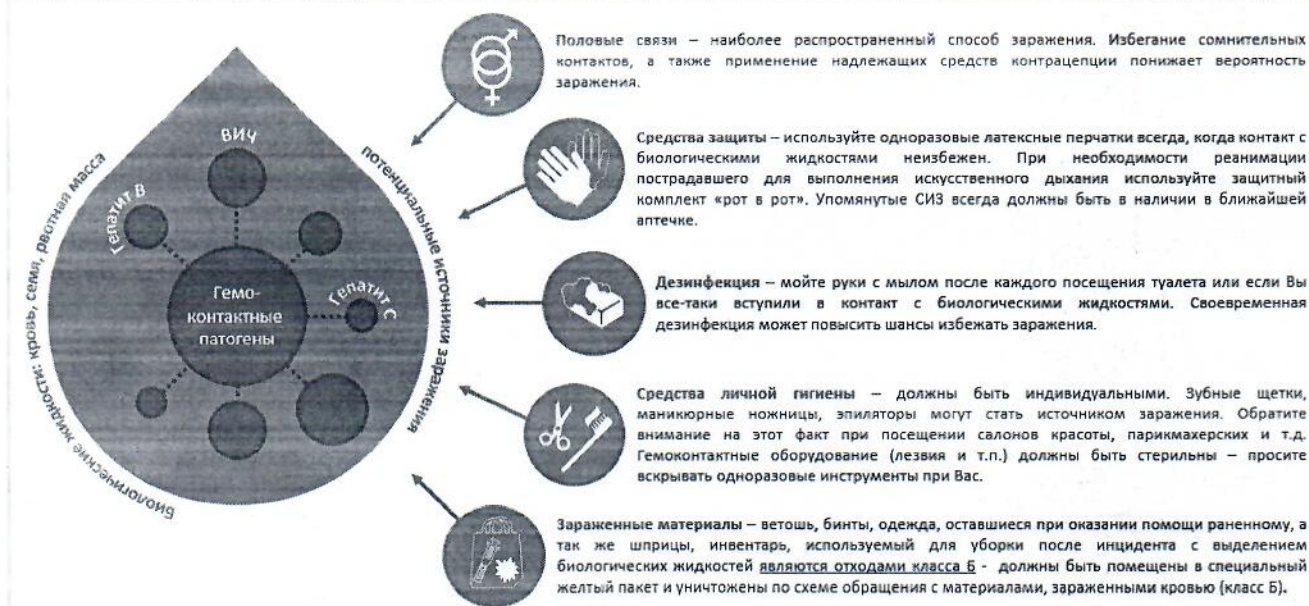 Половые связи – наиболее распространенный способ заражения. Избегание сомнительных
контактов, а также применение надлежащих средств контрацепции понижает вероятность
заражения.
Средства защиты – используйте одноразовые латексные перчатки всегда, когда контакт с
биологическими жидкостями неизбежен. При необходимости реанимации
пострадавшего для выполнения искусственного дыхания используйте защитный
комплект «рот в рот». Упомянутые СИЗ всегда должны быть в наличии в ближайшей
аптечке.
Дезинфекция – мойте руки с мылом после каждого посещения туалета или если Вы
все-таки вступили в контакт с биологическими жидкостями. Своевременная
дезинфекция может повысить шансы избежать заражения.
Средства личной гигиены – должны быть индивидуальными. Зубные щетки,
маникюрные ножницы, эпиляторы могут стать источником заражения. Обратите
внимание на этот факт при посещении салонов красоты, парикмахерских и т.д.
Гемоконтактные оборудование (лезвия и т.п.) должны быть стерильны – просите
вскрывать одноразовые инструменты при Вас.
Зараженные материалы – ветошь, бинты, одежда, оставшиеся при оказании помощи раненному, а
так же шприцы, инвентарь, используемый для уборки после инцидента с выделением
биологических жидкостей являются отходами класса Б - должны быть помещены в специальный
желтый пакет и уничтожены по схеме обращения с материалами, зараженными кровью (класс Б).
Биологические жидкости: кровь, семя, рвотная масса
потенциальные источники заражения
ВИЧ
Гепатит В
Гепатит С
Гемо-
контактные
патогены